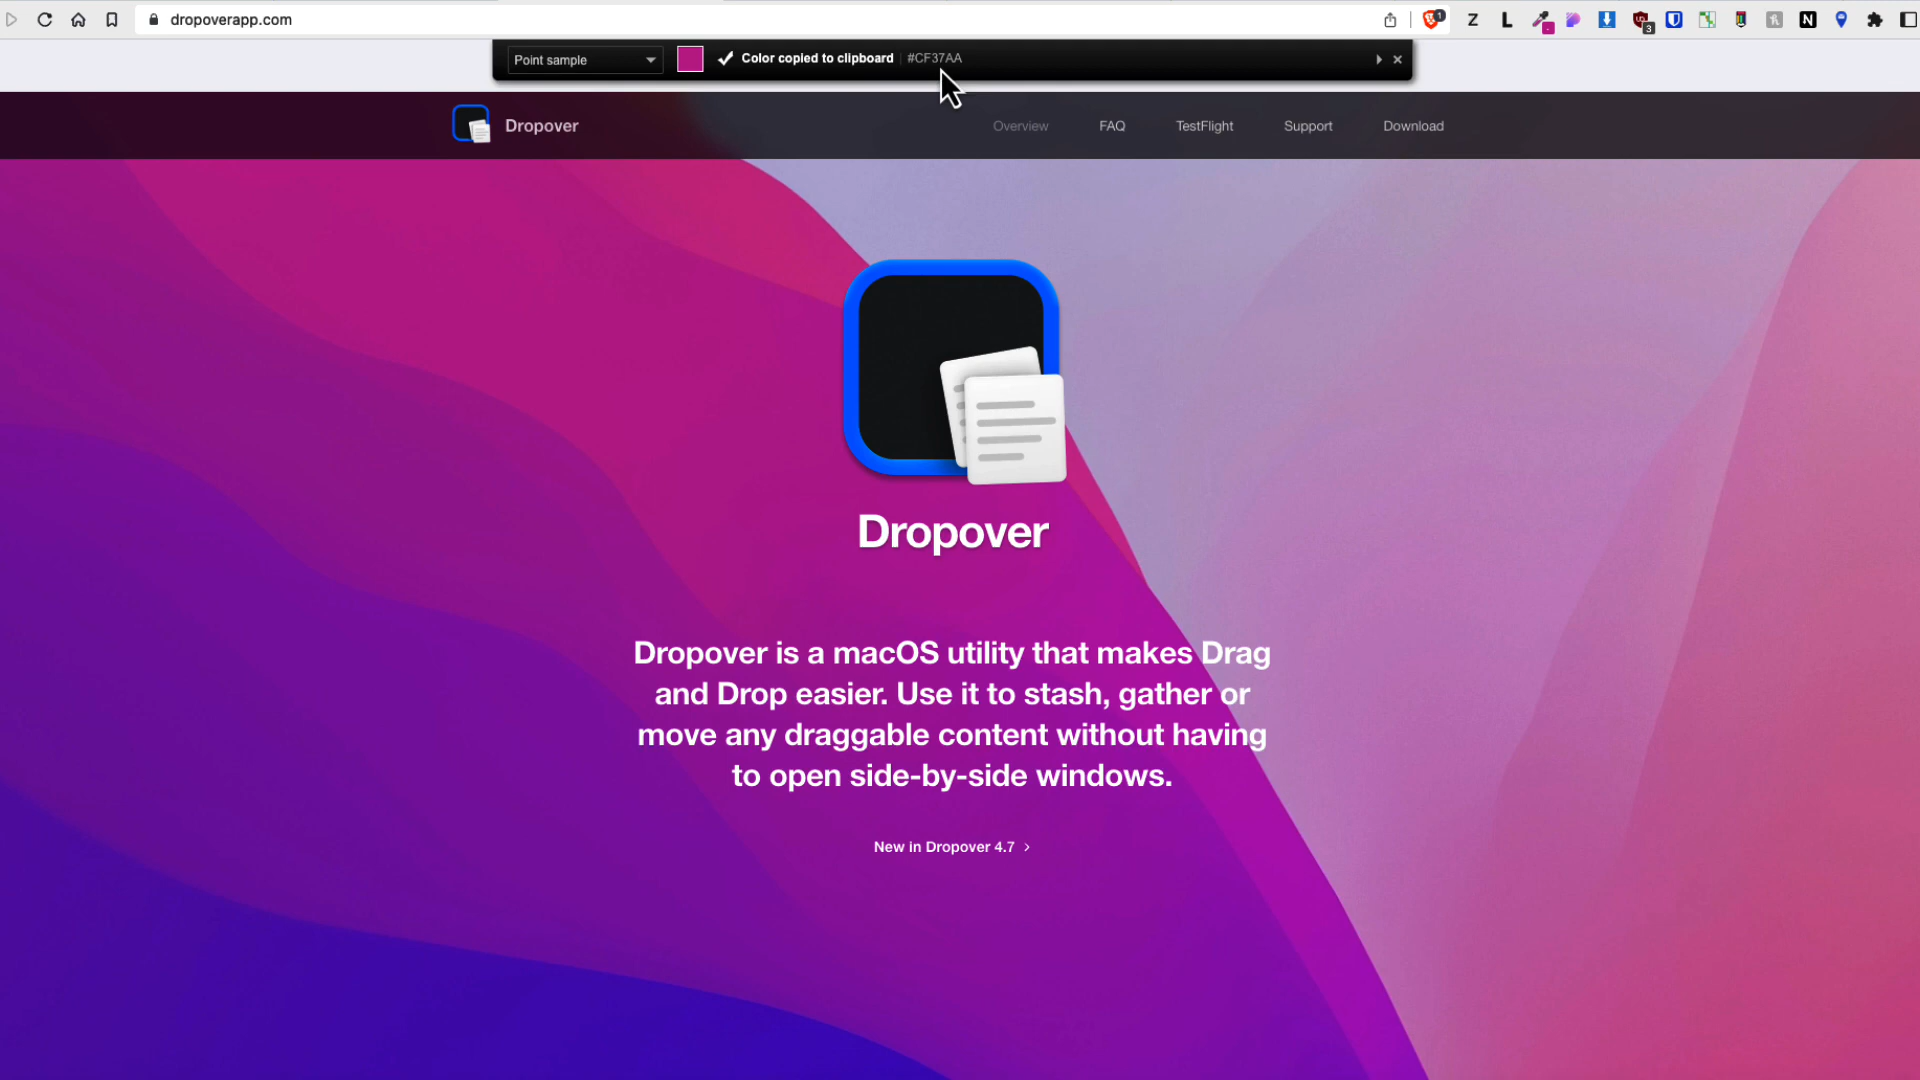 dropoverapp.com
1
Z
L
3
N
Point sample
Color copied to clipboard
#CF37AA
Dropover
Overview
FAQ
TestFlight
Support
Download
Dropover
Dropover is a macOS utility that makes Drag
and Drop easier. Use it to stash, gather or
move any draggable content without having
to open side-by-side windows.
New in Dropover 4.7